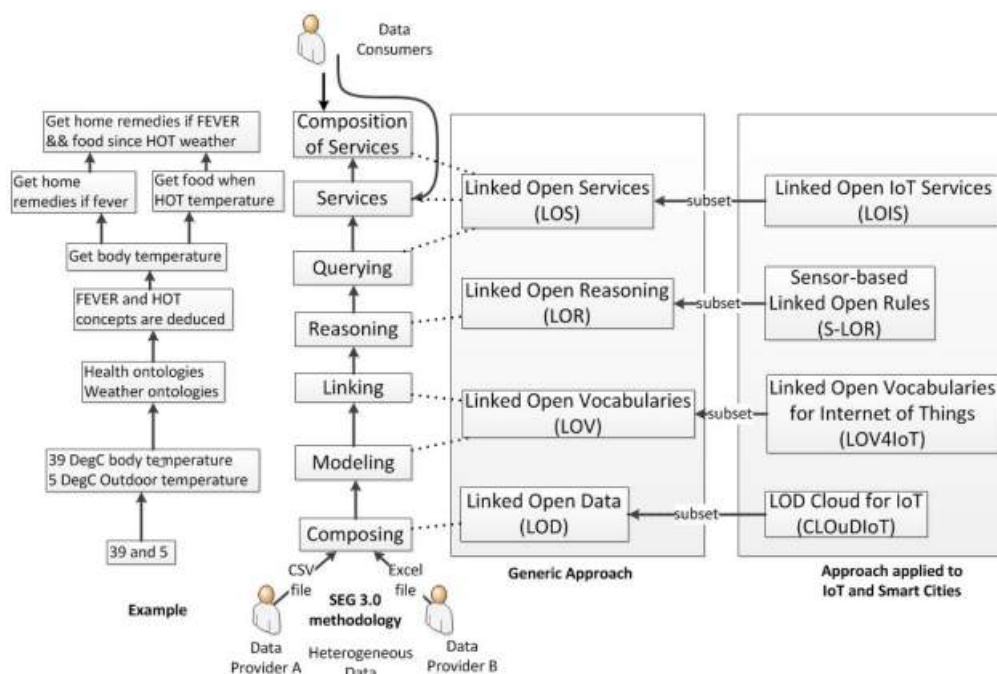 Data
Consumers
Get home remedies if FEVER
&& food since HOT weather
Get home
remedies if fever
Get food when
HOT temperature
Get body temperature
FEVER and HOT
concepts are deduced
Health ontologies
Weather ontologies
39 DegC body temperature
5 DegC Outdoor temperature
39 and 5
Example
Composition
of Services
Services
Querying
Reasoning
Linking
Modeling
Composing
CSV
file
Excel
file
SEG 3.0
methodology
Data
Provider A
Heterogeneous
Data
Data
Provider B
Linked Open Services
(LOS)
Linked Open Reasoning
(LOR)
Linked Open Vocabularies
(LOV)
Linked Open Data
(LOD)
Generic Approach
subset
subset
subset
subset
Linked Open IoT Services
(LOIS)
Sensor-based
Linked Open Rules
(S-LOR)
Linked Open Vocabularies
for Internet of Things
(LOV4IoT)
LOD Cloud for IoT
(CLOuDIoT)
Approach applied to
IoT and Smart Cities